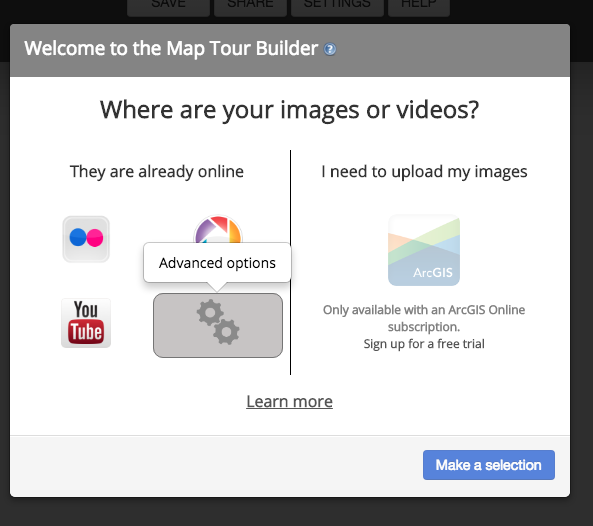 SAVE SHARE SETTINGS HELP
Welcome to the Map Tour Builder ?
Where are your images or videos?
They are already online
I need to upload my images
Advanced options
ArcGIS
You
Tube
Only available with an ArcGIS Online
subscription.
Sign up for a free trial
Learn more
Make a selection